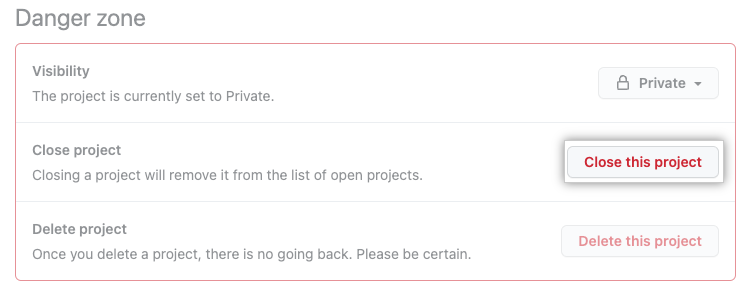 Danger zone
Visibility
The project is currently set to Private.
Private
Close project
Closing a project will remove it from the list of open projects.
Close this project
Delete project
Once you delete a project, there is no going back. Please be certain.
Delete this project